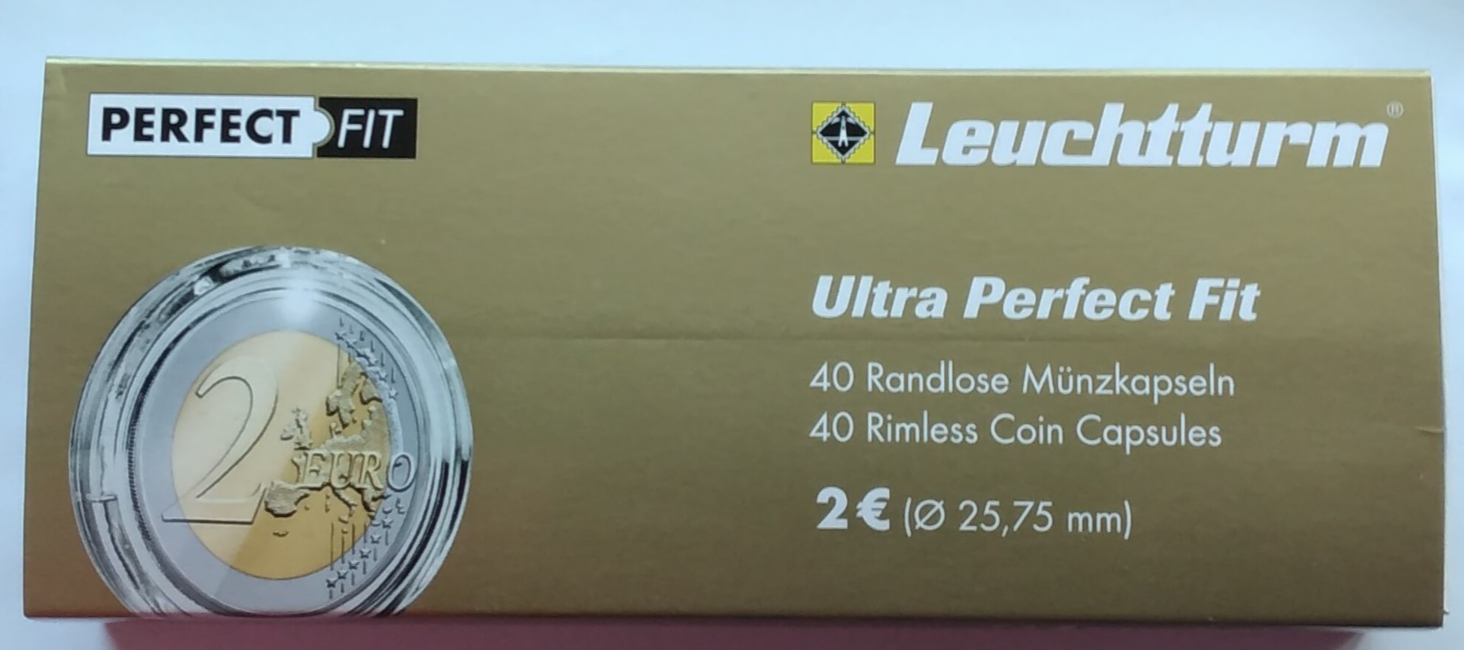 PERFECT FIT
Leuchtturm®
2
EURO
Ultra Perfect Fit
40 Randlose Münzkapseln
40 Rimless Coin Capsules
2€ (Ø 25,75 mm)